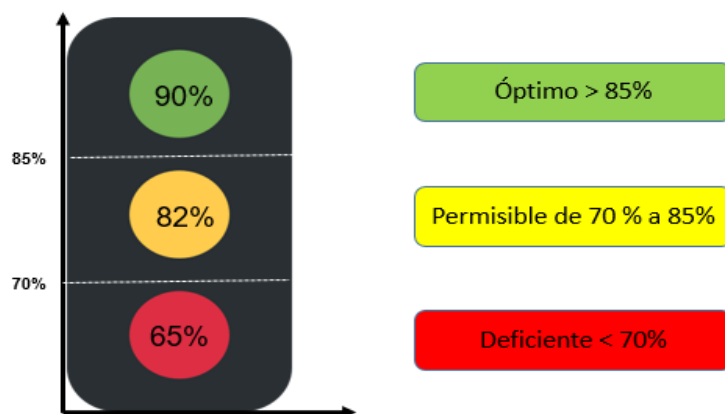 90%
Óptimo > 85%
85%
82%
Permisible de 70 % a 85%
70%
65%
Deficiente < 70%